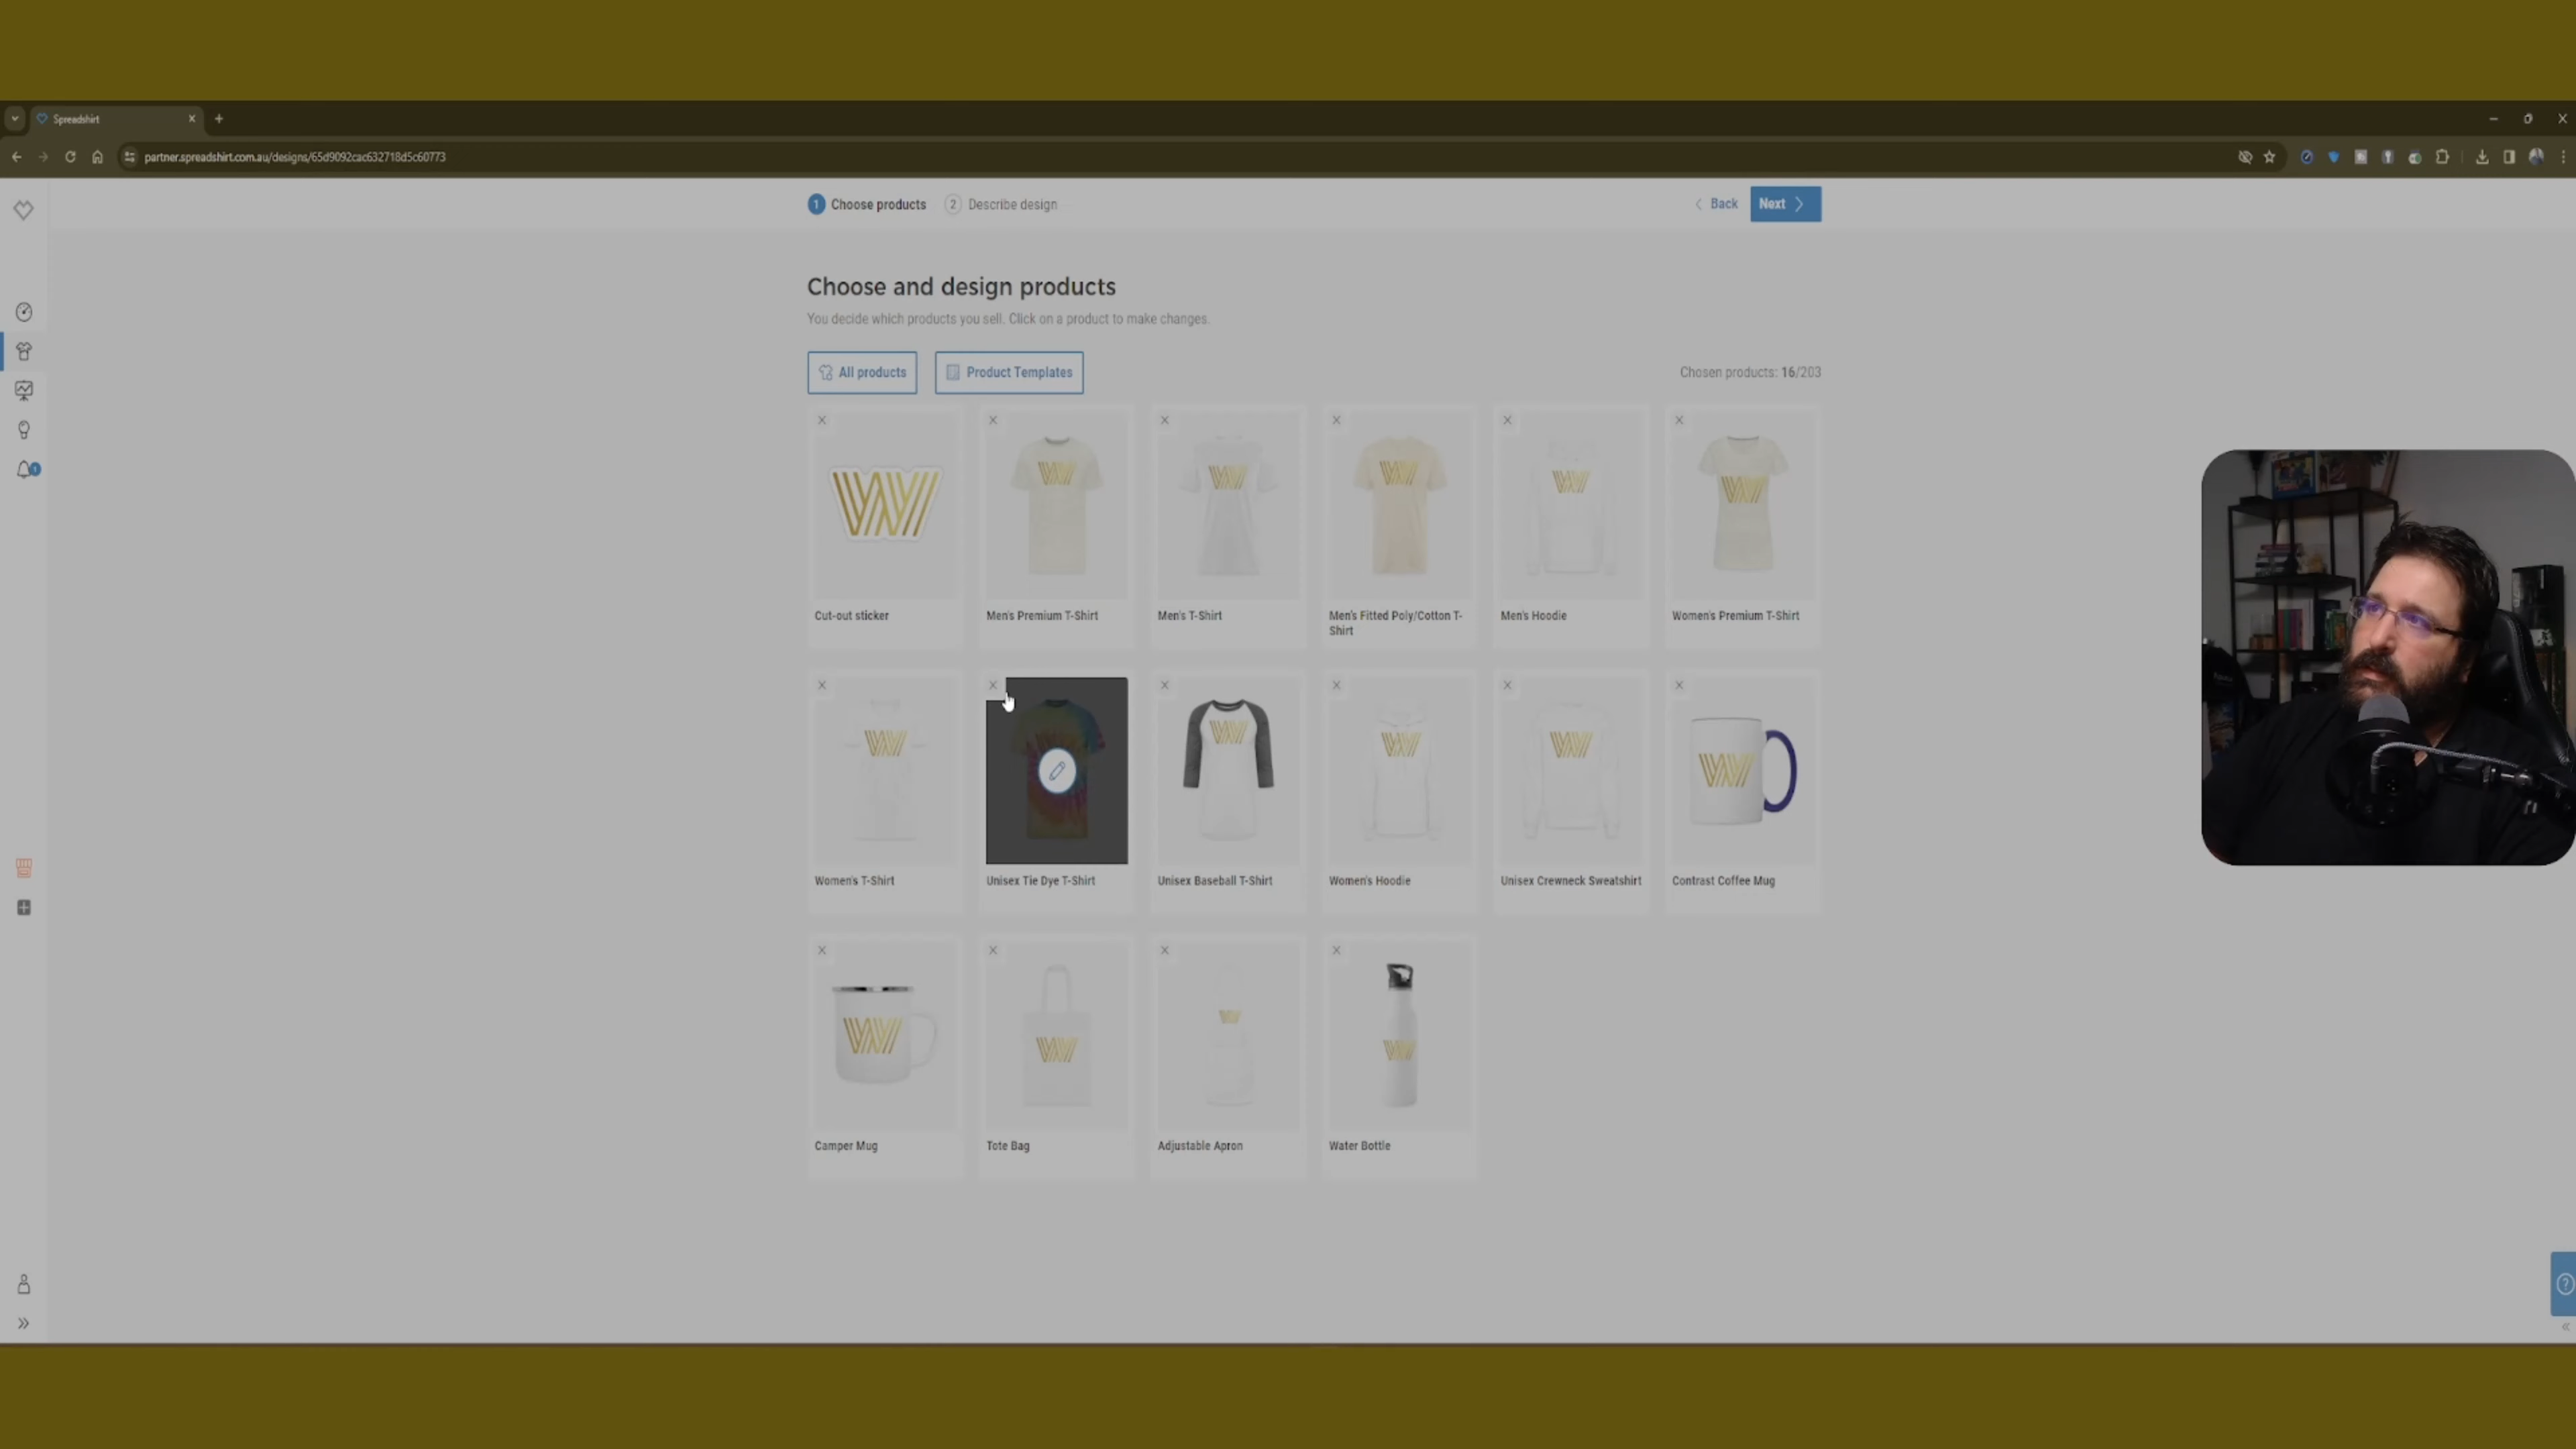 Spreadshirt
partner.spreadshirt.com.au/designs/65d9092cac632718d5c60773
1 Choose products 2 Describe design
Back Next
Choose and design products
You decide which products you sell. Click on a product to make changes.
All products Product Templates Chosen products: 16/203
Cut-out sticker
Men's Premium T-Shirt
Men's T-Shirt
Men's Fitted Poly/Cotton T-
Shirt
Men's Hoodie
Women's Premium T-Shirt
Women's T-Shirt
Unisex Tie Dye T-Shirt
Unisex Baseball T-Shirt
Women's Hoodie
Unisex Crewneck Sweatshirt
Contrast Coffee Mug
Camper Mug
Tote Bag
Adjustable Apron
Water Bottle